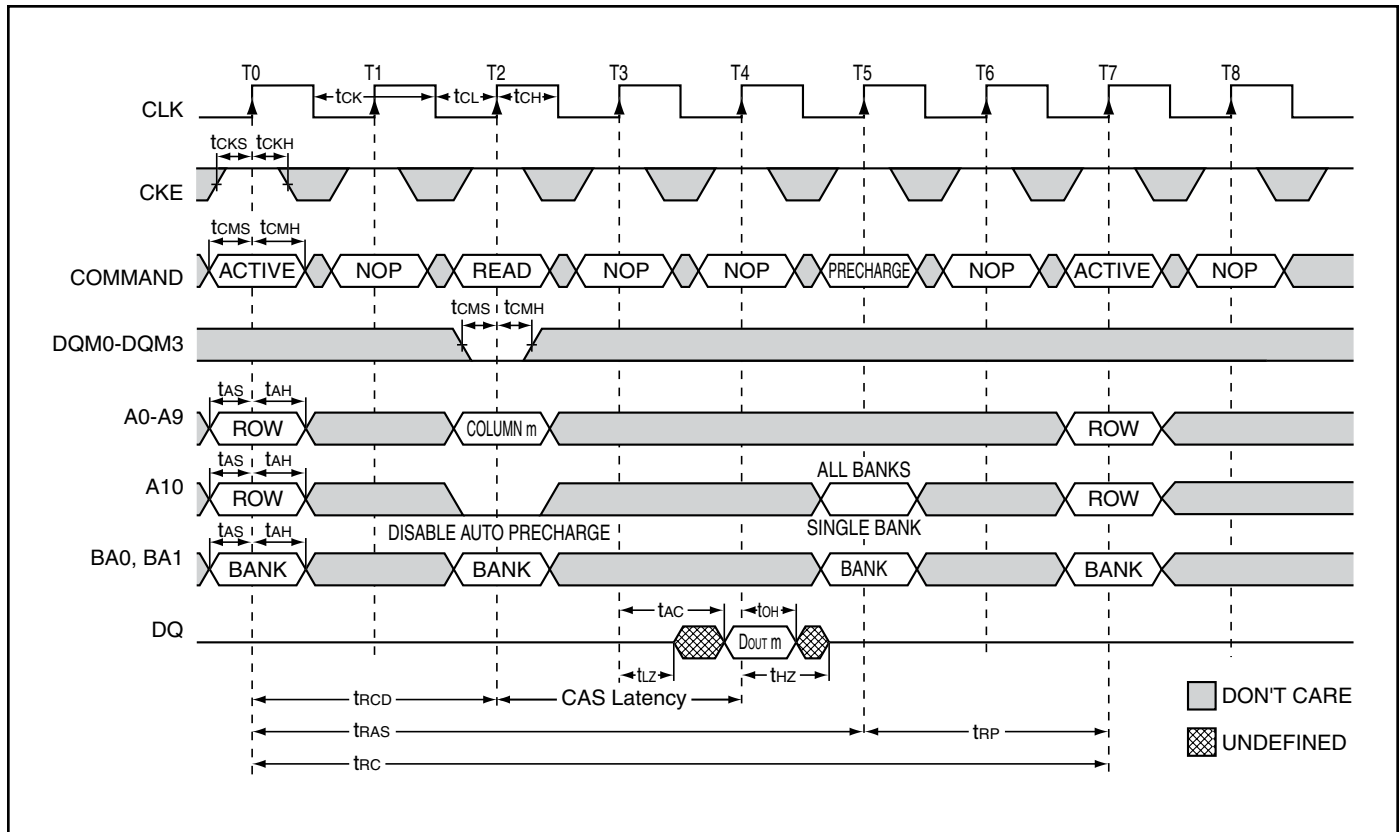 T0 T1 T2 T3 T4 T5 T6 T7 T8
tCK tCL tCH
CLK
tCKS tCKH
CKE
tCMS tCMH
COMMAND ACTIVE NOP READ NOP NOP PRECHARGE NOP ACTIVE NOP
tCMS tCMH
DQM0-DQM3
tAS tAH
A0-A9 ROW COLUMN m ROW
tAS tAH ALL BANKS
A10 ROW ROW
tAS tAH DISABLE AUTO PRECHARGE SINGLE BANK
BA0, BA1 BANK BANK BANK BANK
tAC tOH
DQ DOUT m
tLZ tHZ
tRCD CAS Latency
DON'T CARE
tRAS tRP
UNDEFINED
tRC